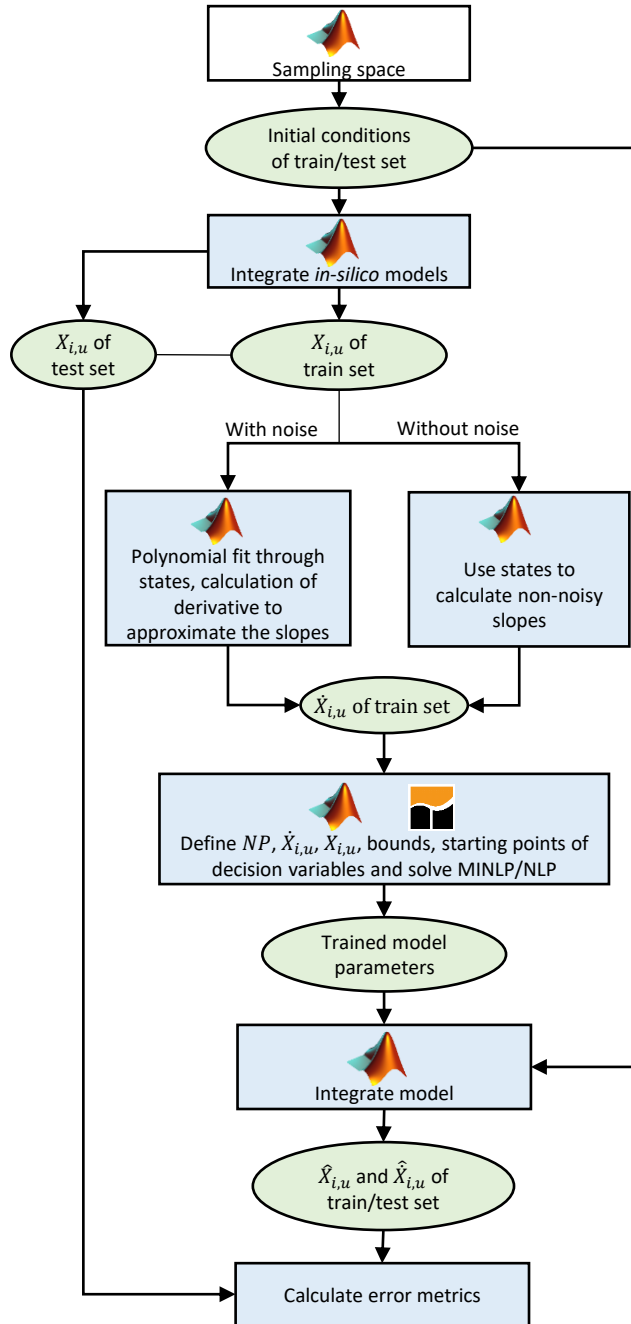 Sampling space
Initial conditions
of train/test set
Integrate in-silico models
X_{i,u} of
test set
X_{i,u} of
train set
With noise
Without noise
Polynomial fit through
states, calculation of
derivative to
approximate the slopes
Use states to
calculate non-noisy
slopes
Ẋ_{i,u} of train set
Define NP, Ẋ_{i,u}, X_{i,u}, bounds, starting points of
decision variables and solve MINLP/NLP
Trained model
parameters
Integrate model
X̂_{i,u} and Ẋ̂_{i,u} of
train/test set
Calculate error metrics